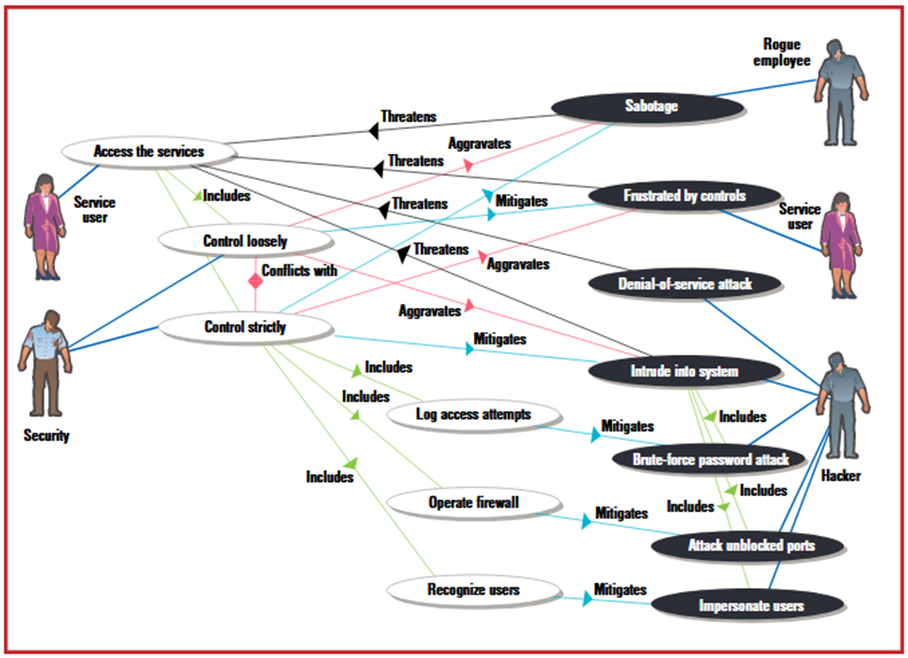 Rogue
employee
Sabotage
Threatens
Aggravates
Access the services
Threatens
Includes
Mitigates
Frustrated by controls
Service
user
Threatens
Service
user
Control loosely
Threatens
Aggravates
Conflicts with
Denial-of-service attack
Aggravates
Control strictly
Mitigates
Intrude into system
Includes
Includes
Log access attempts
Includes
Mitigates
Security
Brute-force password attack
Hacker
Includes
Includes
Includes
Operate firewall
Mitigates
Attack unblocked ports
Recognize users
Mitigates
Impersonate users